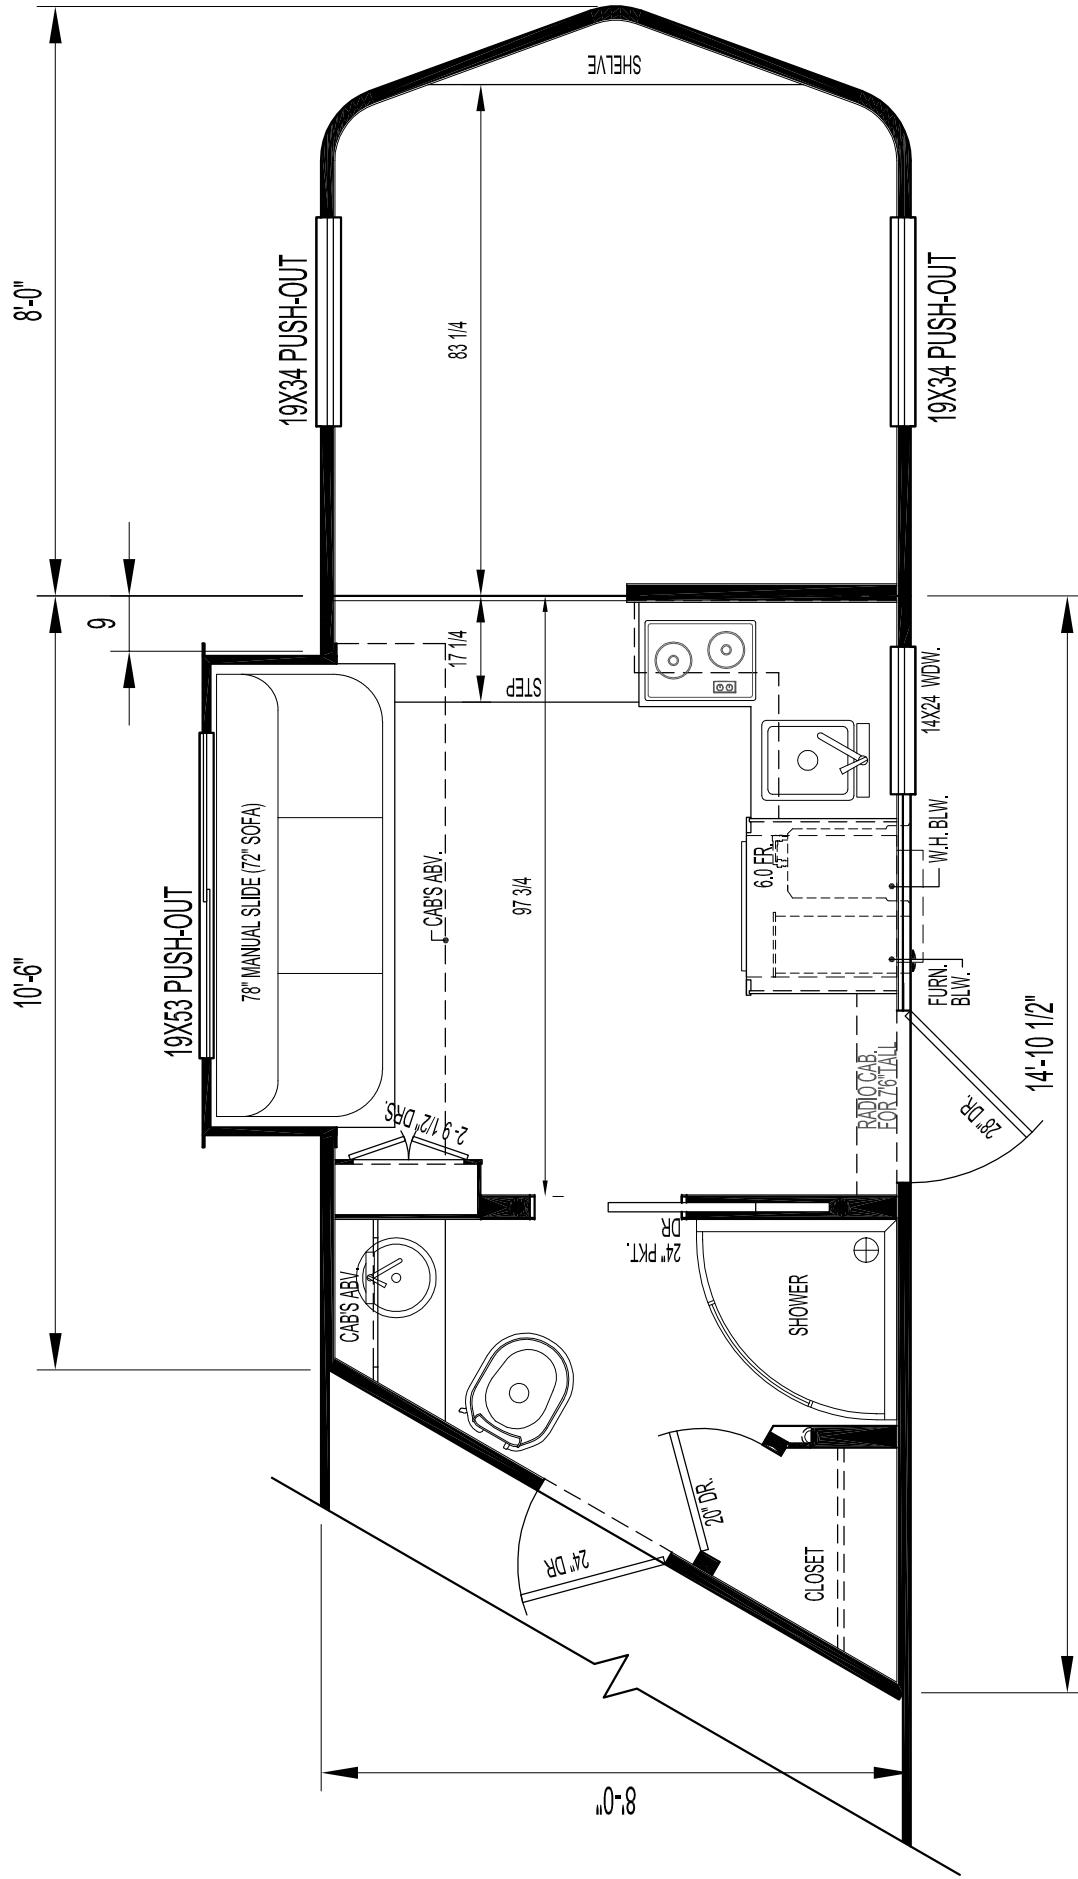 8'-0"
SHELVE
19X34 PUSH-OUT
83 1/4
19X34 PUSH-OUT
9
10'-6"
17 1/4
STEP
14X24 WDW.
19X53 PUSH-OUT
78" MANUAL SLIDE (72" SOFA)
CAB'S ABV.
97 3/4
6.0 FR.
W.H. BLW.
FURN.
BLW.
14'-10 1/2"
RADIO CAB.
FOR 7'6"TALL
28" DR.
2-9 1/2" DRS.
24" PKT.
DR
CAB'S ABV.
SHOWER
20" DR.
24" DR
CLOSET
8'-0"